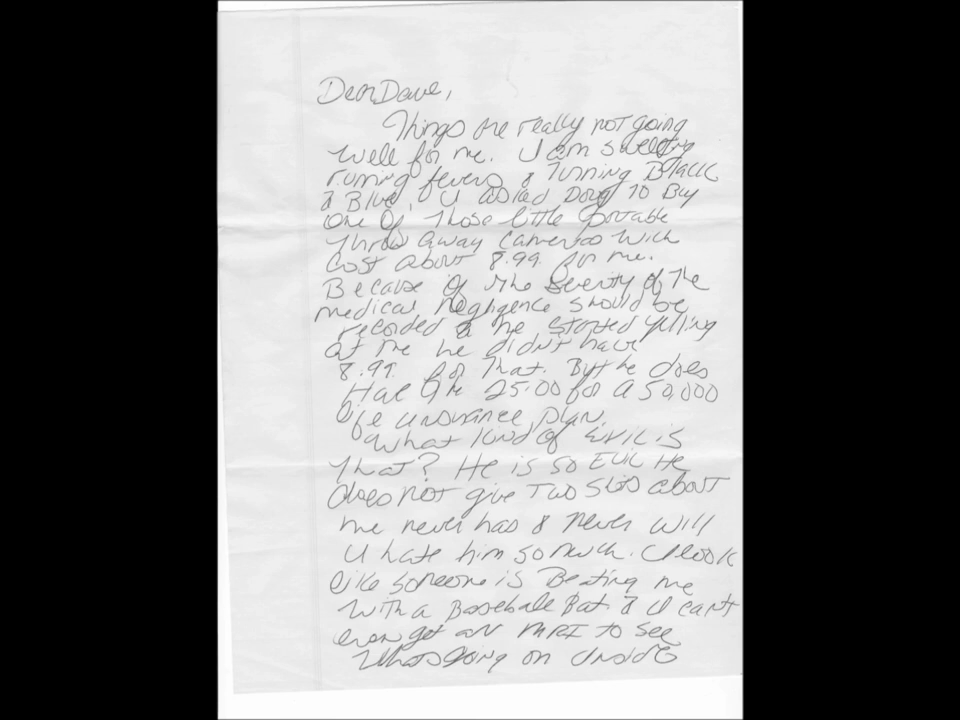 Dear Dave,
Things are really not going
well for me. I am swelling
runing fevers & Turning Black
& Blue. I asked Doug To Buy
one Of Those little Portable
Throw away cameras wich
cost about 8.99 for me.
Because of the severity of The
medical negligence should be
recorded & he started yelling
at me he didn't have
8.99 for That. But he does
Have the 25.00 for a 50,000
life insurance plan.
What kind of EVIL is
that? He is so EVIL He
does not give Two shits about
me never has & never will
I hate him so much. I look
like someone is Beating me
with a Baseball Bat & I can't
even get an MRI to see
whats going on inside